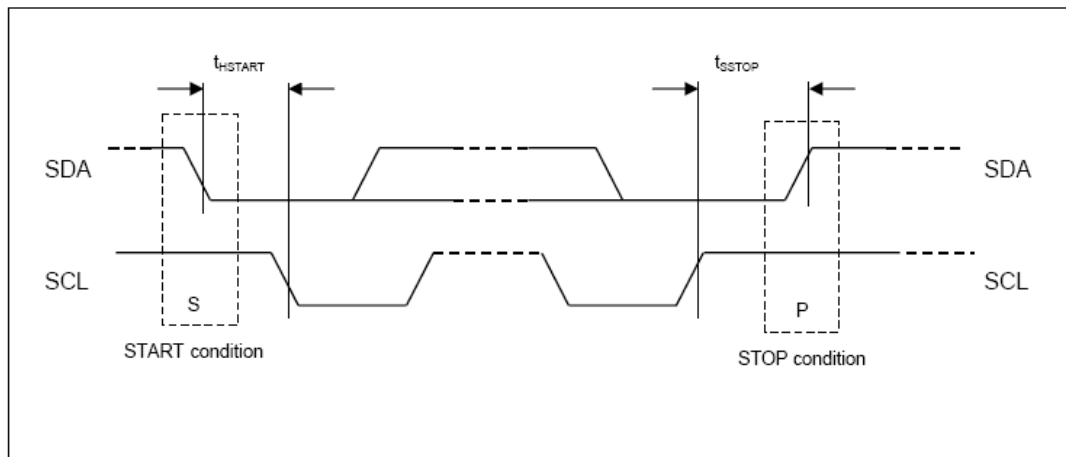 tHSTART
tSSTOP
SDA
SDA
SCL
SCL
S
P
START condition
STOP condition